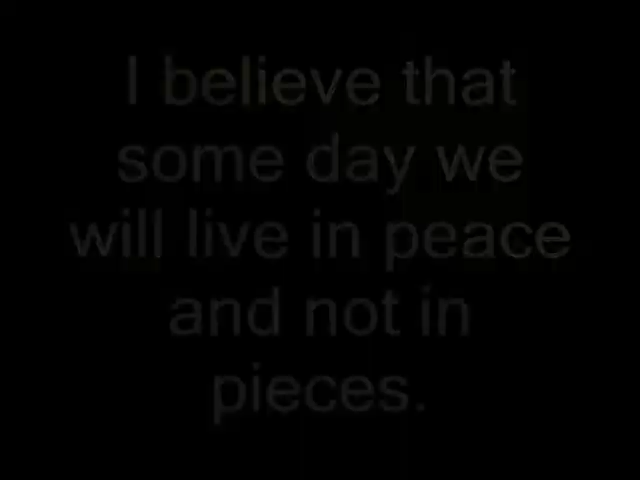 I believe that
some day we
will live in peace
and not in
pieces.